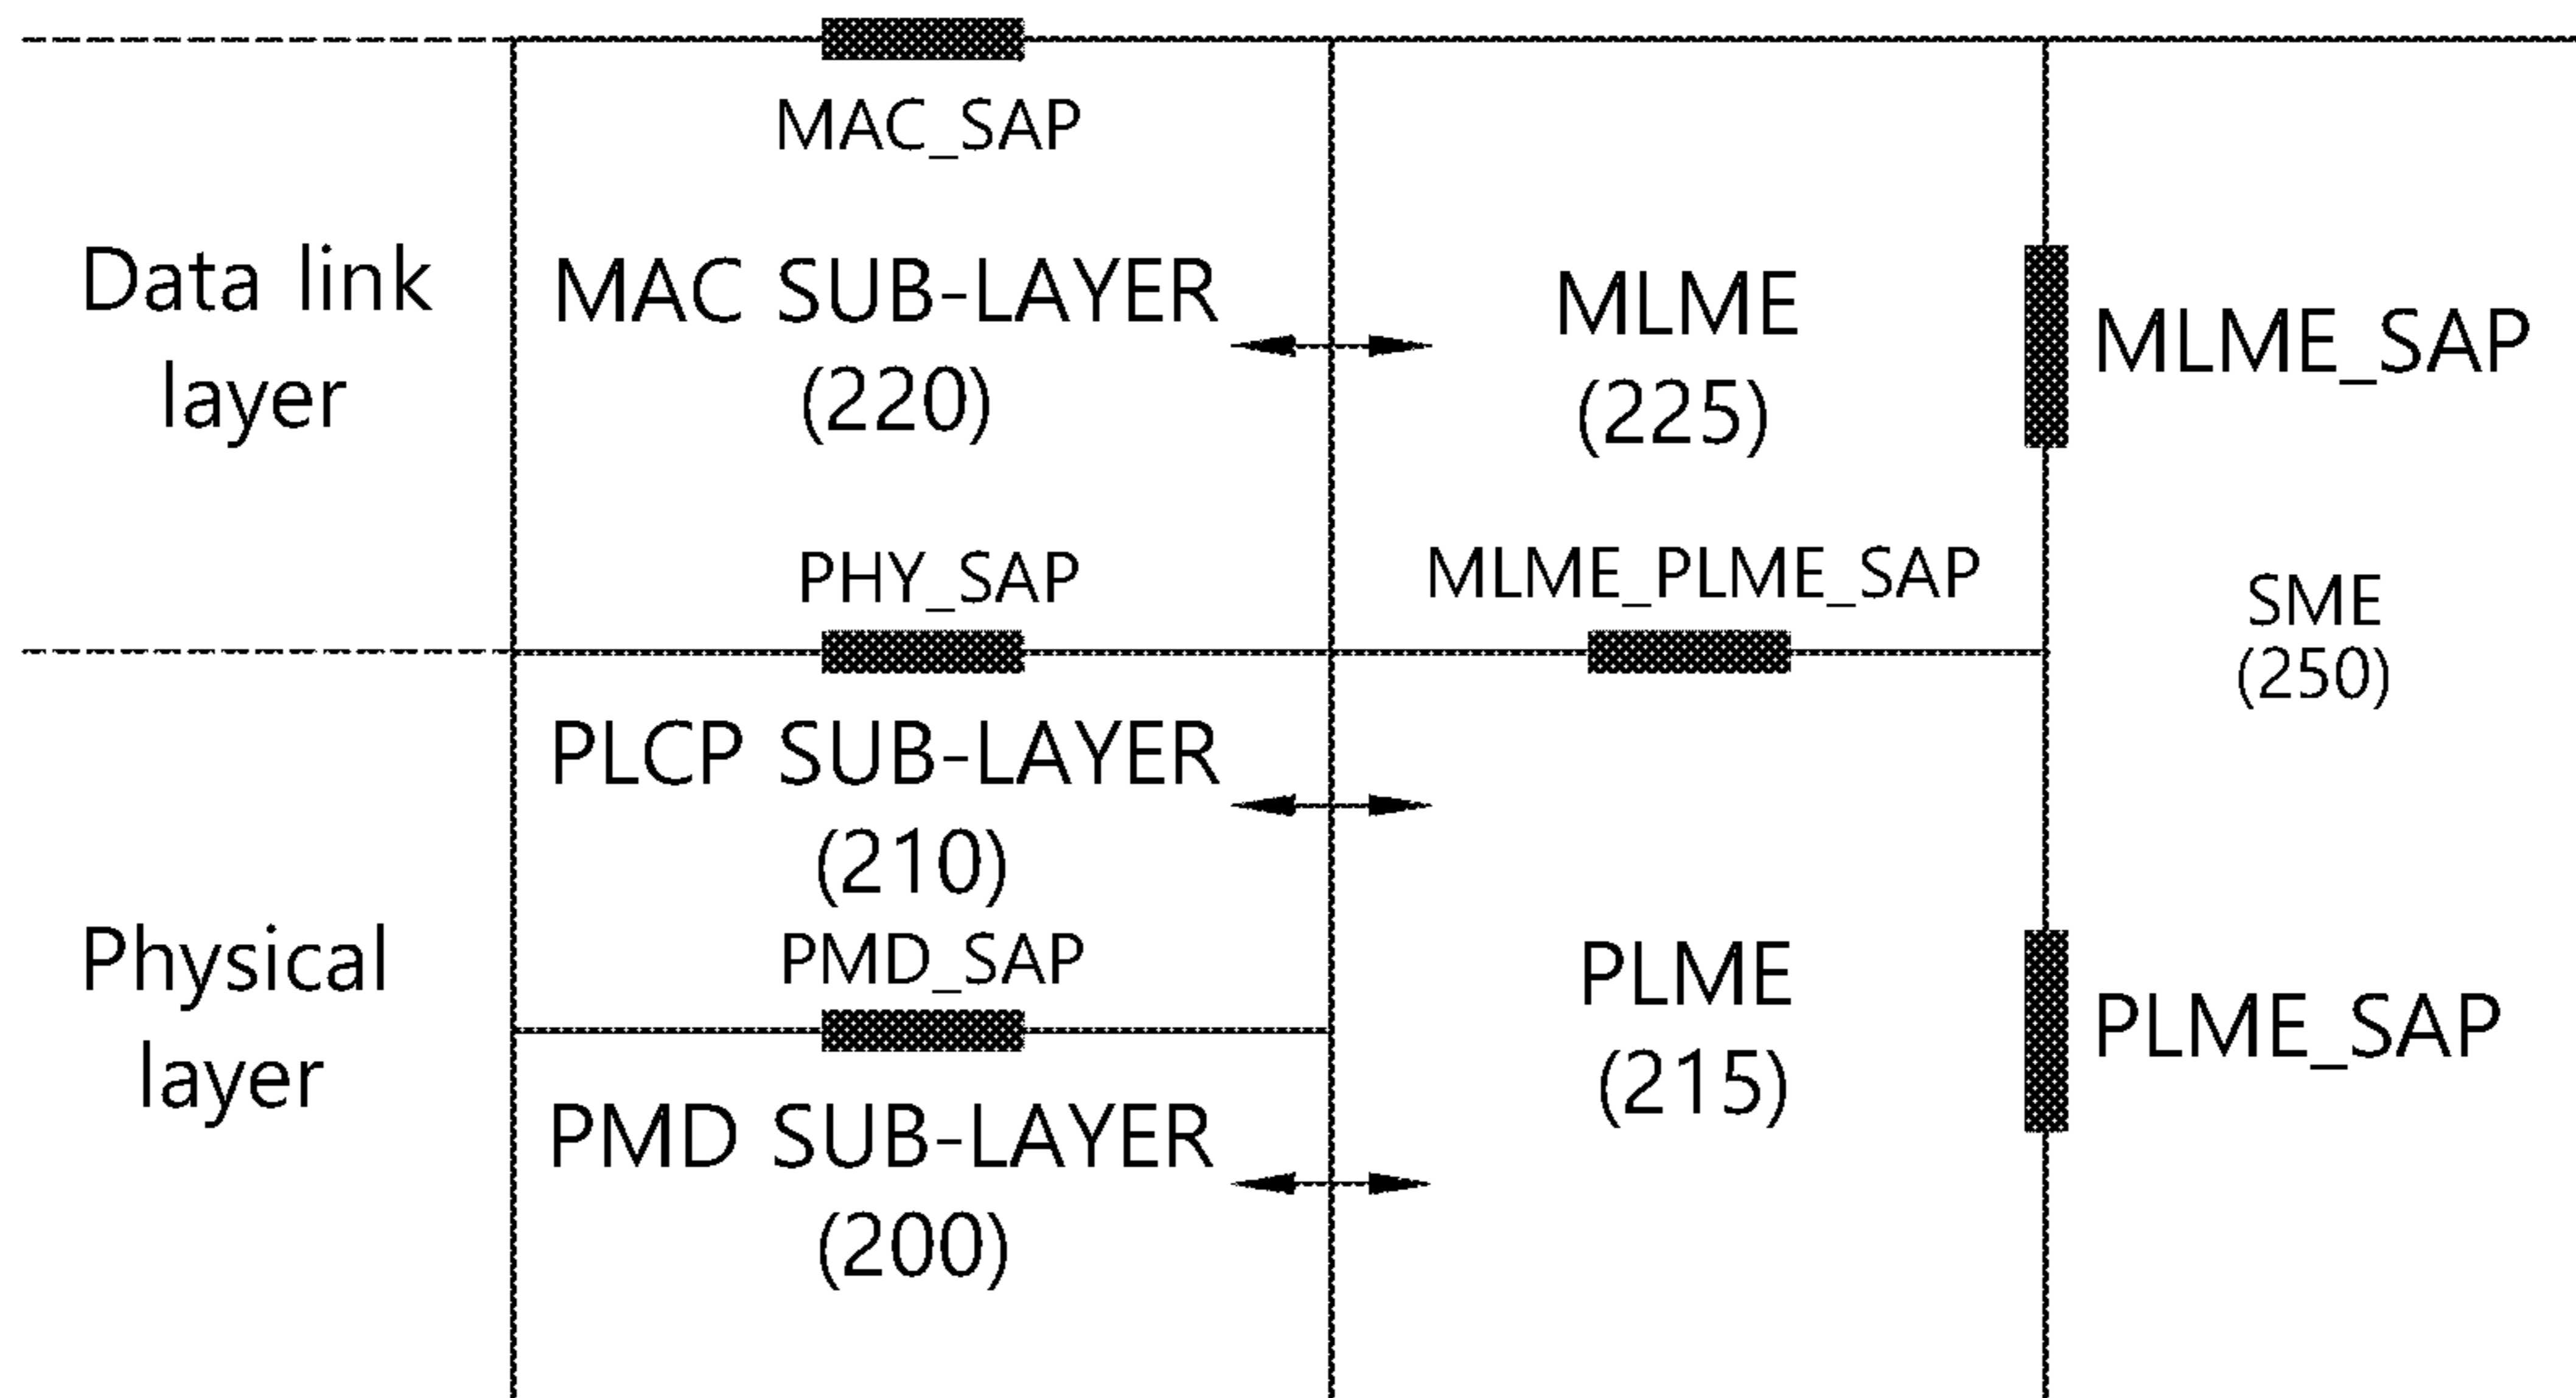 MAC_SAP
Data link
layer
MAC SUB-LAYER
(220)
MLME
(225)
MLME_SAP
PHY_SAP
MLME_PLME_SAP
SME
(250)
PLCP SUB-LAYER
(210)
PMD_SAP
Physical
layer
PLME
(215)
PLME_SAP
PMD SUB-LAYER
(200)